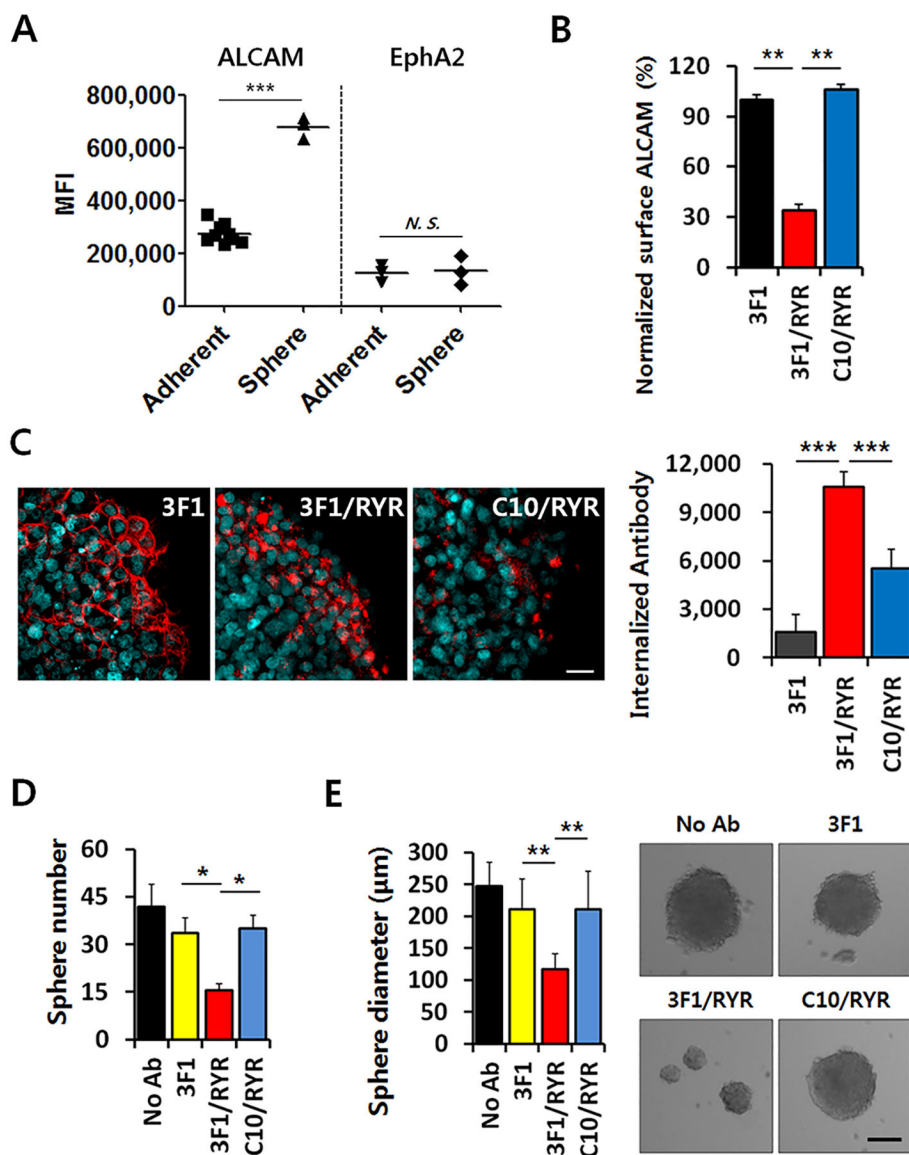 A
ALCAM EphA2
***
N. S.
MFI
800,000
600,000
400,000
200,000
0
Adherent
Sphere
Adherent
Sphere
B
** **
Normalized surface ALCAM (%)
120
90
60
30
0
3F1
3F1/RYR
C10/RYR
C
3F1
3F1/RYR
C10/RYR
*** ***
Internalized Antibody
12,000
9,000
6,000
3,000
0
3F1
3F1/RYR
C10/RYR
D
* *
Sphere number
60
45
30
15
0
No Ab
3F1
3F1/RYR
C10/RYR
E
**
**
Sphere diameter (µm)
300
250
200
150
100
50
0
No Ab
3F1
3F1/RYR
C10/RYR
No Ab
3F1
3F1/RYR
C10/RYR